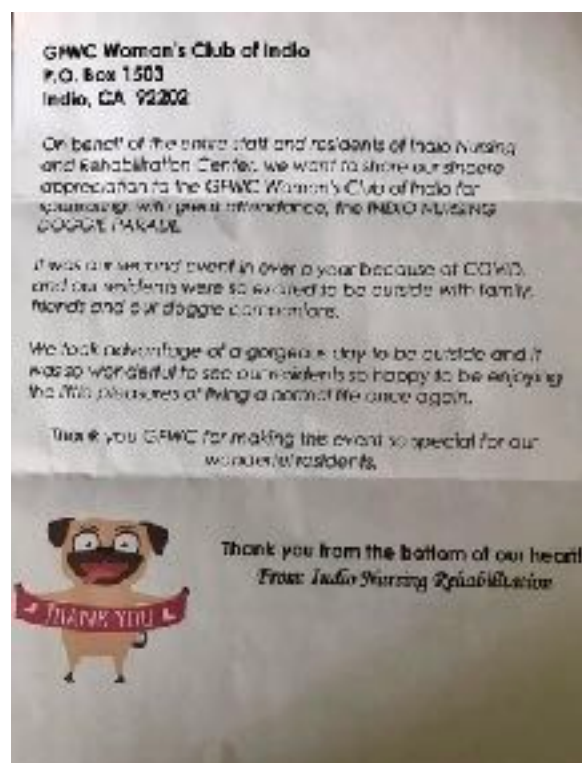 GFWC Woman's Club of Indio
P.O. Box 1503
Indio, CA 92202
On behalf of the entire staff and residents of Indio Nursing
and Rehabilitation Center, we want to share our sincere
appreciation to the GFWC Woman's Club of Indio for
sponsoring, with great attendance, the INDIO NURSING
DOGGIE PARADE
It was our second event in over a year because of COVID,
and our residents were so excited to be outside with family,
friends and our doggie companions.
We took advantage of a gorgeous day to be outside and it
was so wonderful to see our residents so happy to be enjoying
the little pleasures of living a normal life once again.
Thank you GFWC for making this event so special for our
wonderful residents.
THANK YOU
Thank you from the bottom of our heart!
From: Indio Nursing Rehabilitation